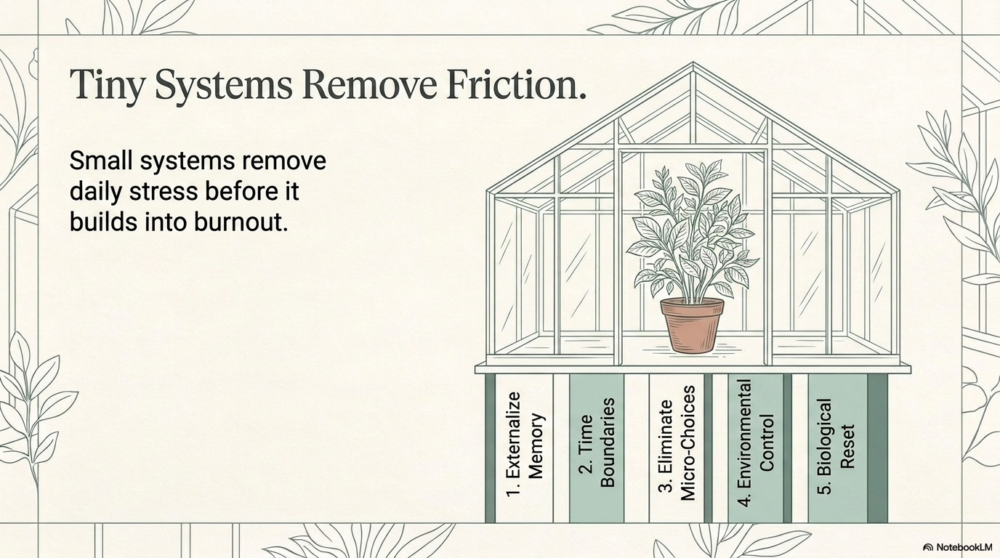 Tiny Systems Remove Friction.
Small systems remove
daily stress before it
builds into burnout.
1. Externalize
Memory
2. Time
Boundaries
3. Eliminate
Micro-Choices
4. Environmental
Control
5. Biological
Reset
NotebookLM